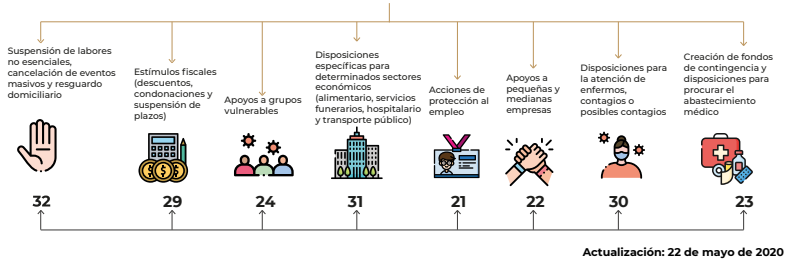 Suspensión de labores
no esenciales,
cancelación de eventos
masivos y resguardo
domiciliario
Estímulos fiscales
(descuentos,
condonaciones y
suspensión de
plazos)
Apoyos a grupos
vulnerables
Disposiciones
específicas para
determinados sectores
económicos
(alimentario, servicios
funerarios, hospitalario
y transporte público)
Acciones de
protección al
empleo
Apoyos a
pequeñas y
medianas
empresas
Disposiciones para
la atención de
enfermos,
contagios o
posibles contagios
Creación de fondos
de contingencia y
disposiciones para
procurar el
abastecimiento
médico
32
29
24
31
21
22
30
23
Actualización: 22 de mayo de 2020